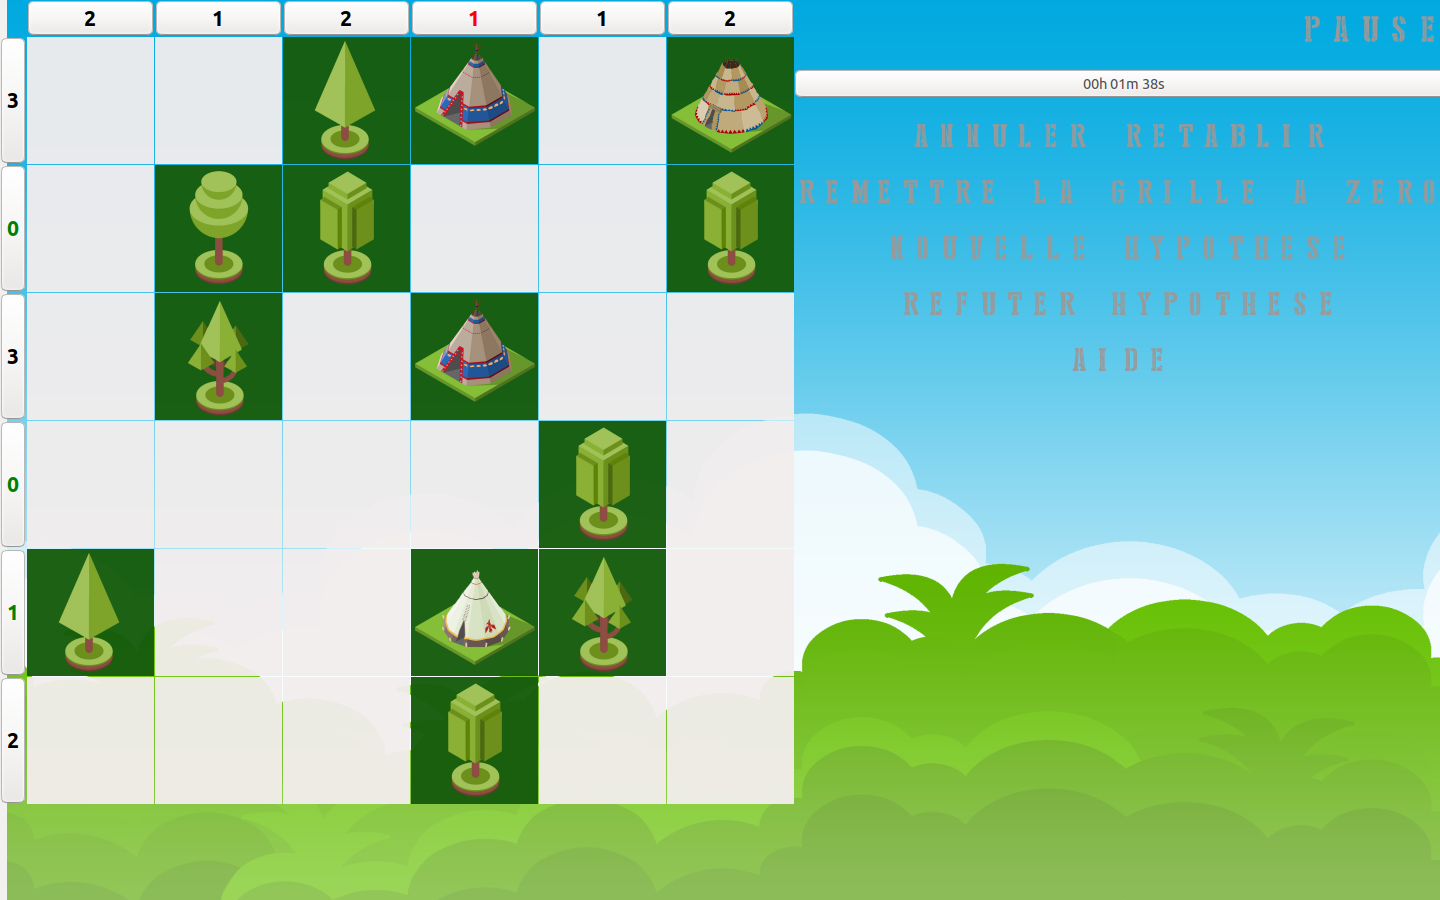 2 1 2 1 1 2
PAUSE
3
00h 01m 38s
ANNULER RETABLIR
REMETTRE LA GRILLE A ZERO
0
NOUVELLE HYPOTHESE
REFUTER HYPOTHESE
3
AIDE
0
1
2